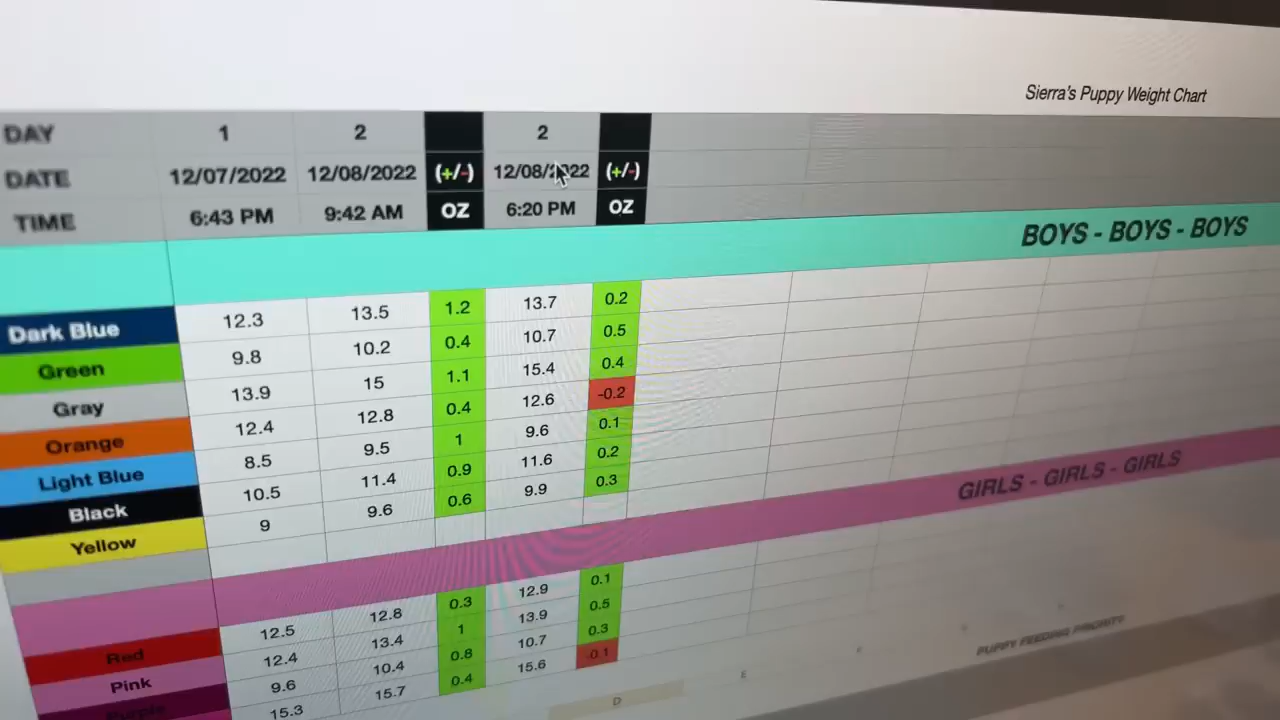 Sierra's Puppy Weight Chart
DAY 1 2 2
DATE 12/07/2022 12/08/2022 (+/-) 12/08/2022 (+/-)
TIME 6:43 PM 9:42 AM OZ 6:20 PM OZ
BOYS - BOYS - BOYS
Dark Blue 12.3 13.5 1.2 13.7 0.2
Green 9.8 10.2 0.4 10.7 0.5
Gray 13.9 15 1.1 15.4 0.4
Orange 12.4 12.8 0.4 12.6 -0.2
Light Blue 8.5 9.5 1 9.6 0.1
Black 10.5 11.4 0.9 11.6 0.2
Yellow 9 9.6 0.6 9.9 0.3
GIRLS - GIRLS - GIRLS
Red 12.5 12.8 0.3 12.9 0.1
Pink 12.4 13.4 1 13.9 0.5
Purple 9.6 10.4 0.8 10.7 0.3
15.3 15.7 0.4 15.6 -0.1
PUPPY FEEDING PRIORITY
D E F